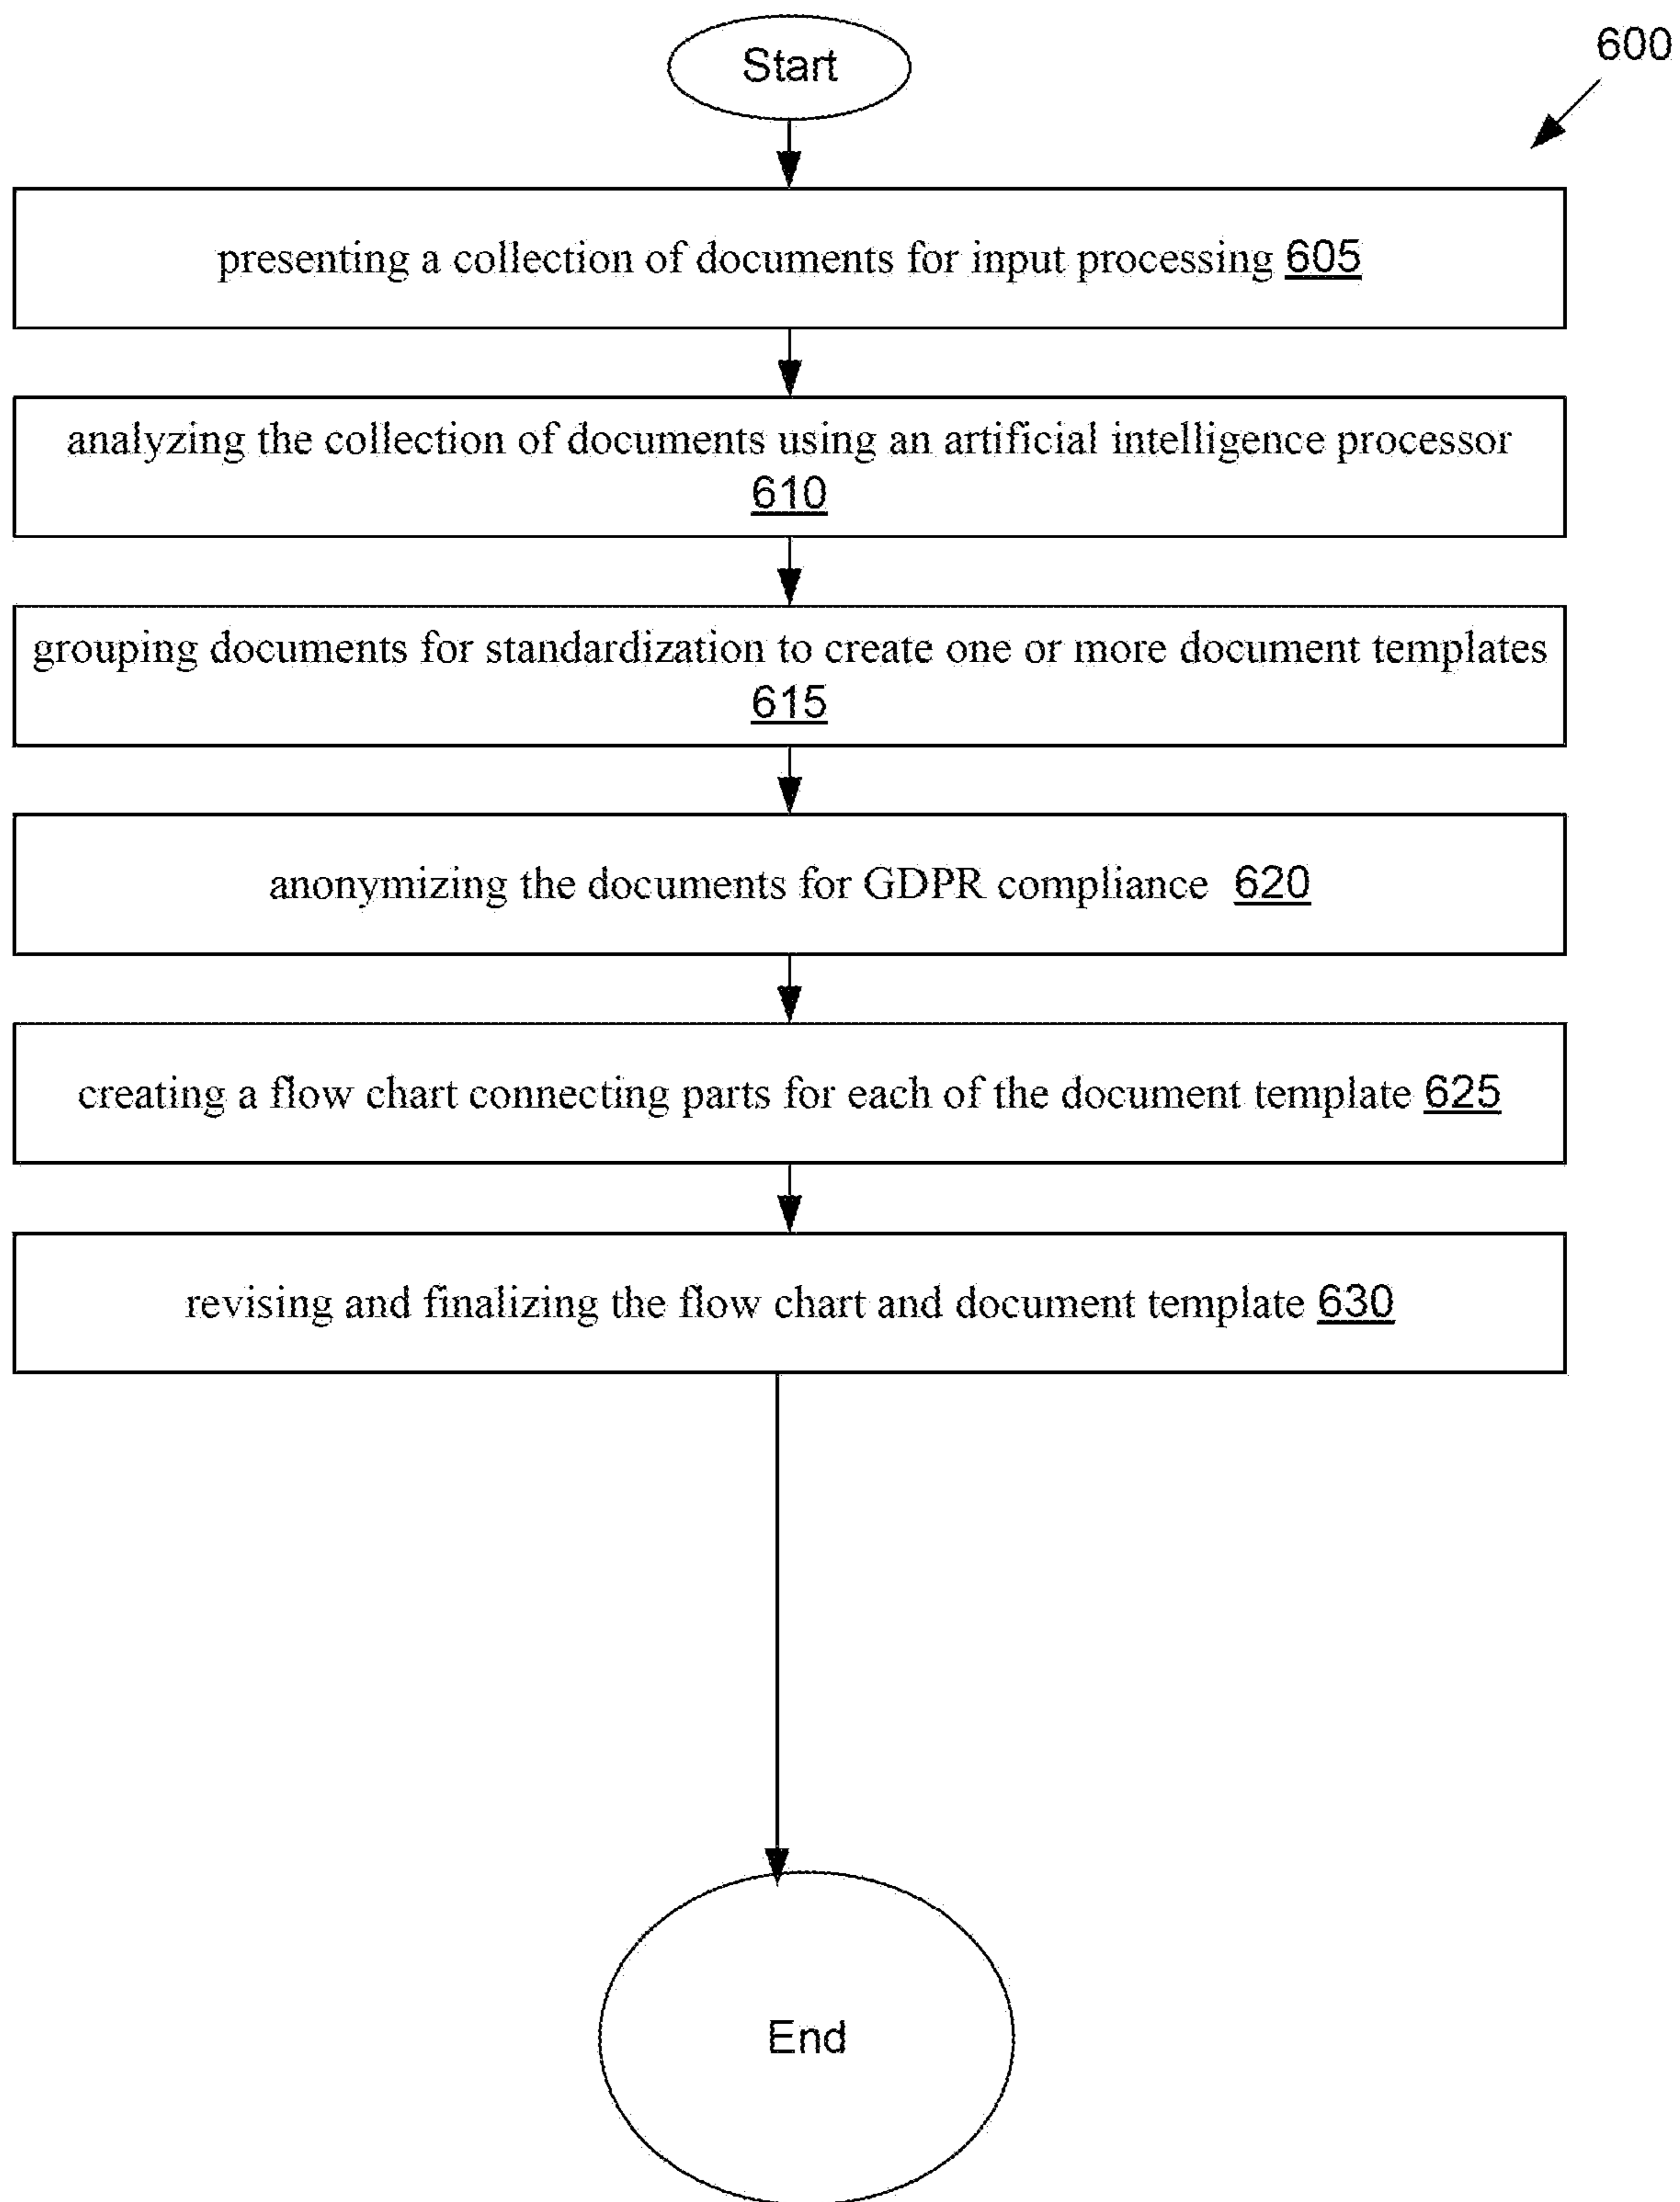 Start
600
presenting a collection of documents for input processing 605
analyzing the collection of documents using an artificial intelligence processor
610
grouping documents for standardization to create one or more document templates
615
anonymizing the documents for GDPR compliance 620
creating a flow chart connecting parts for each of the document template 625
revising and finalizing the flow chart and document template 630
End